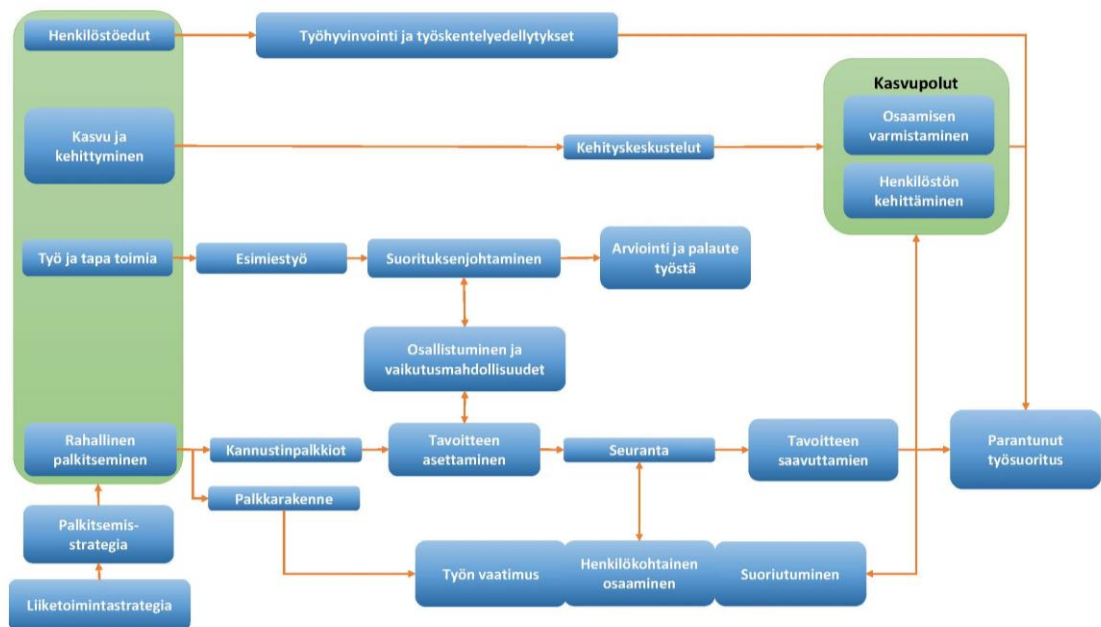 Henkilöstöedut
Työhyvinvointi ja työskentelyedellytykset
Kasvupolut
Osaamisen
varmistaminen
Kasvu ja
kehittyminen
Kehityskeskustelut
Henkilöstön
kehittäminen
Työ ja tapa toimia
Esimiestyö
Suorituksenjohtaminen
Arviointi ja palaute
työstä
Osallistuminen ja
vaikutusmahdollisuudet
Rahallinen
palkitseminen
Kannustinpalkkiot
Tavoitteen
asettaminen
Seuranta
Tavoitteen
saavuttamien
Parantunut
työsuoritus
Palkkarakenne
Palkitsemis-
strategia
Työn vaatimus
Henkilökohtainen
osaaminen
Suoriutuminen
Liiketoimintastrategia